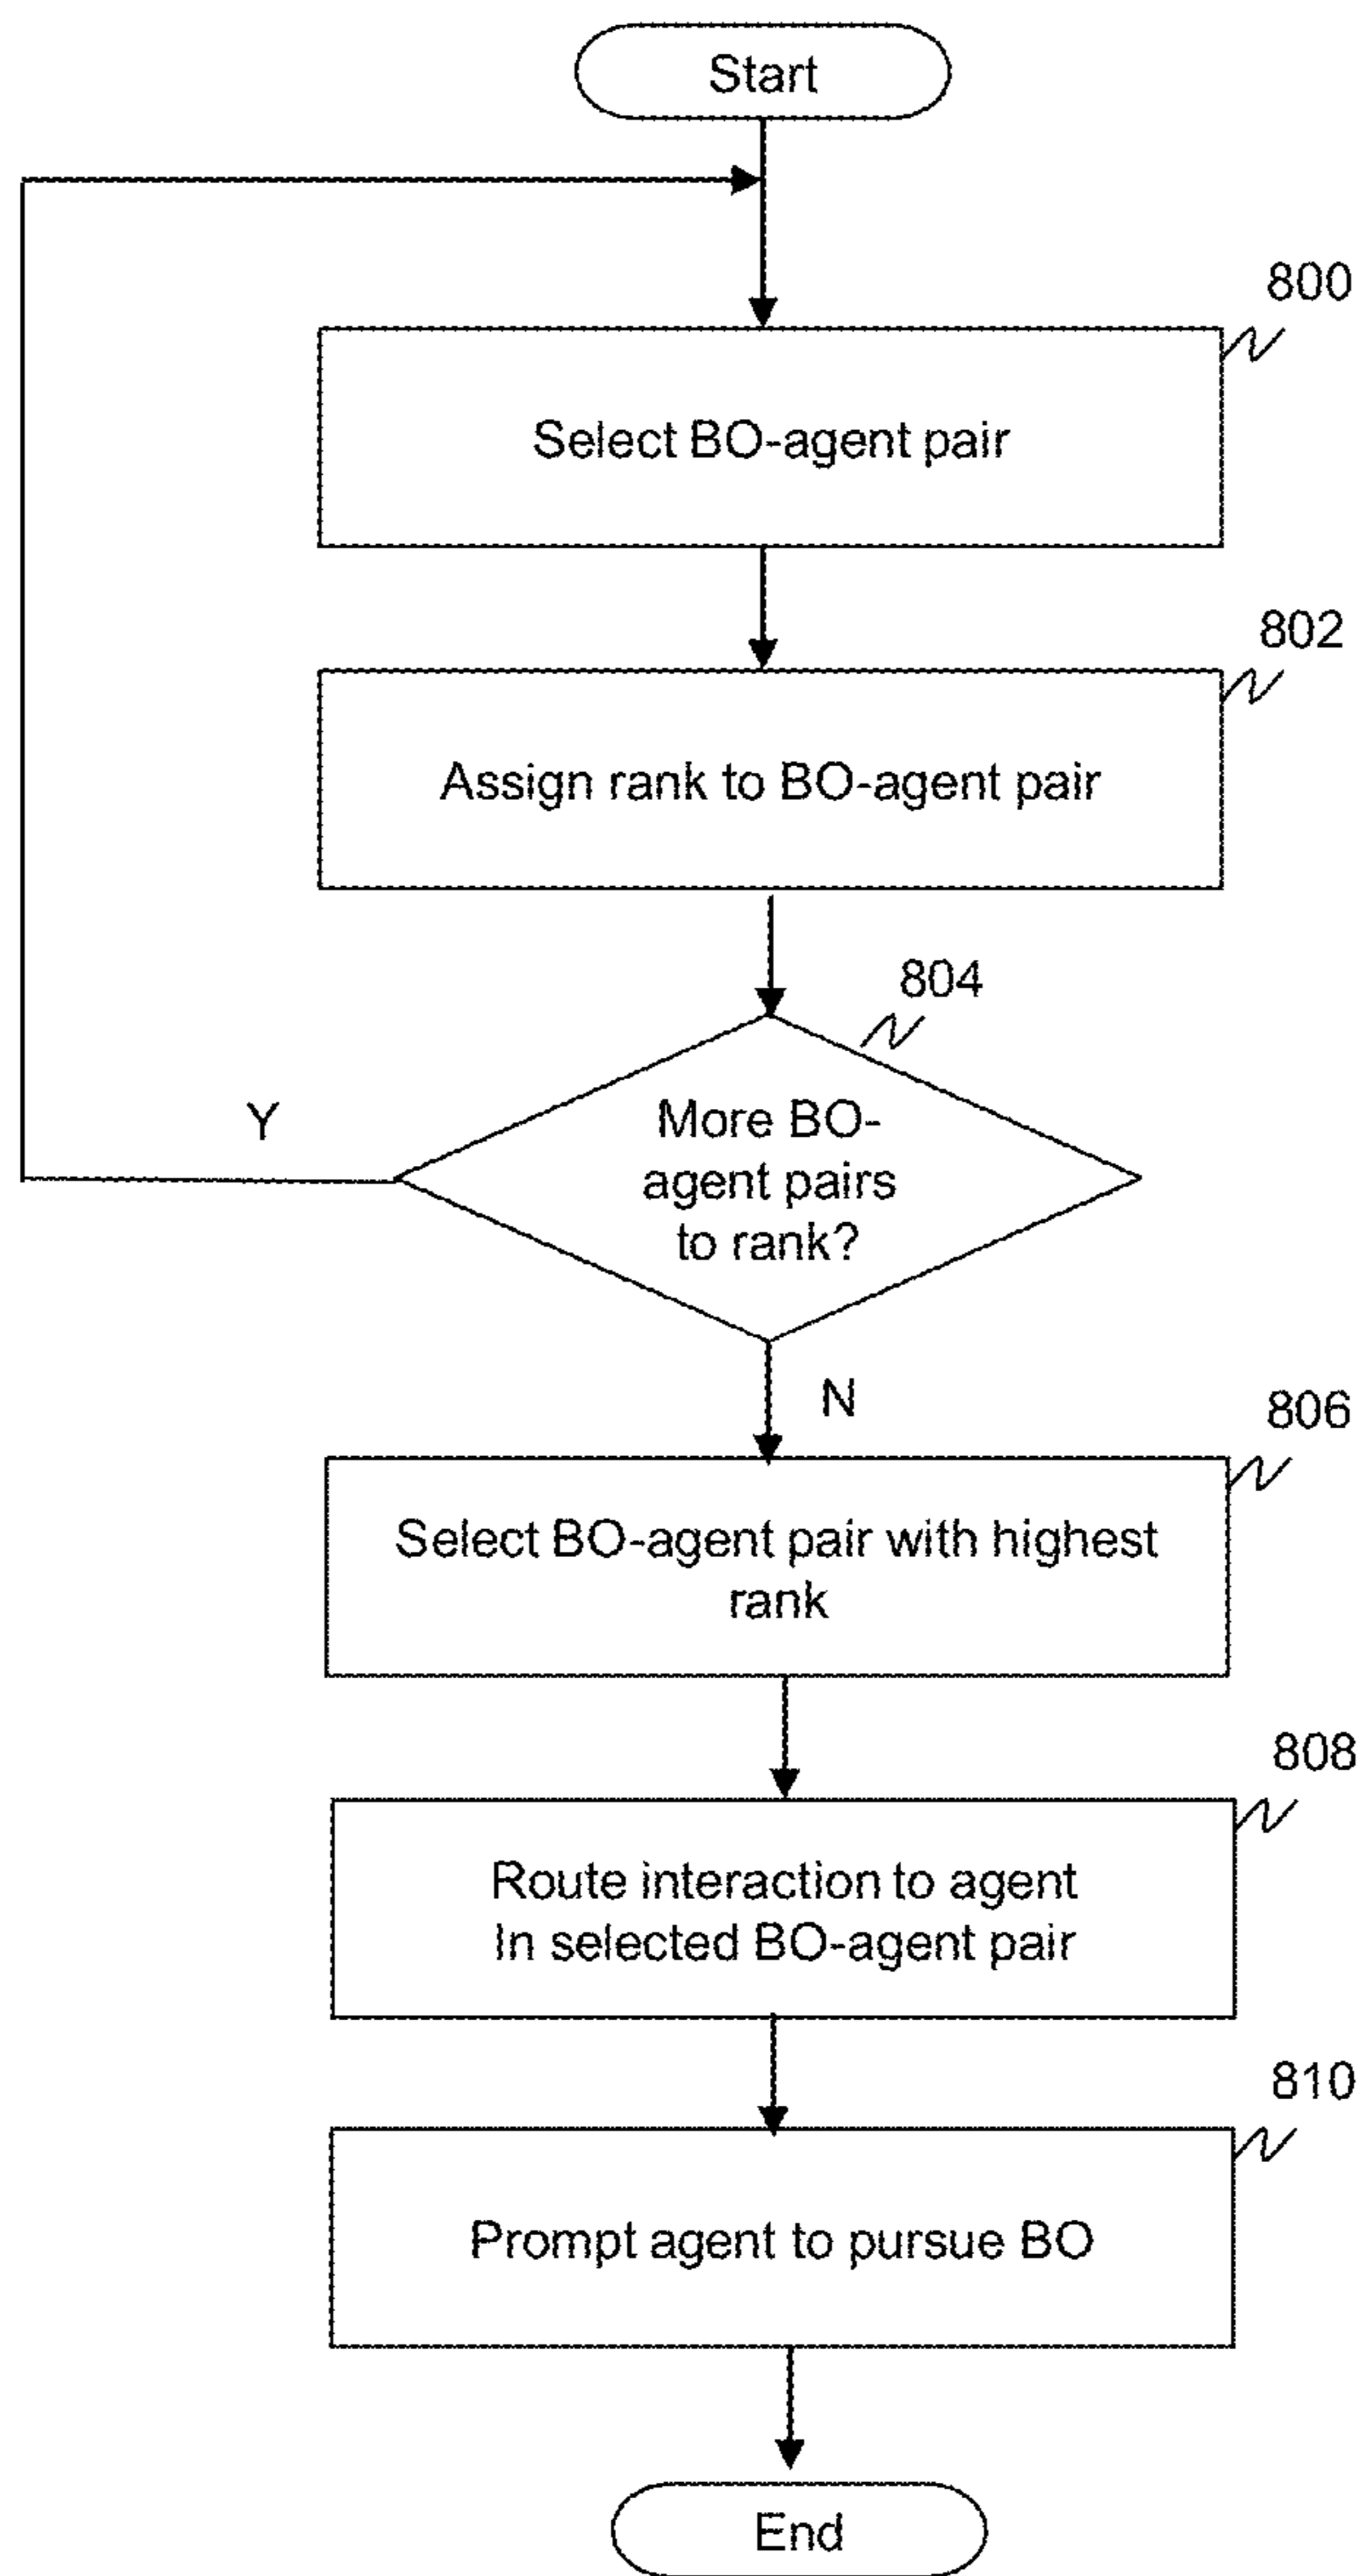 Start
800
Select BO-agent pair
802
Assign rank to BO-agent pair
804
More BO-
agent pairs
to rank?
Y
N
806
Select BO-agent pair with highest
rank
808
Route interaction to agent
In selected BO-agent pair
810
Prompt agent to pursue BO
End